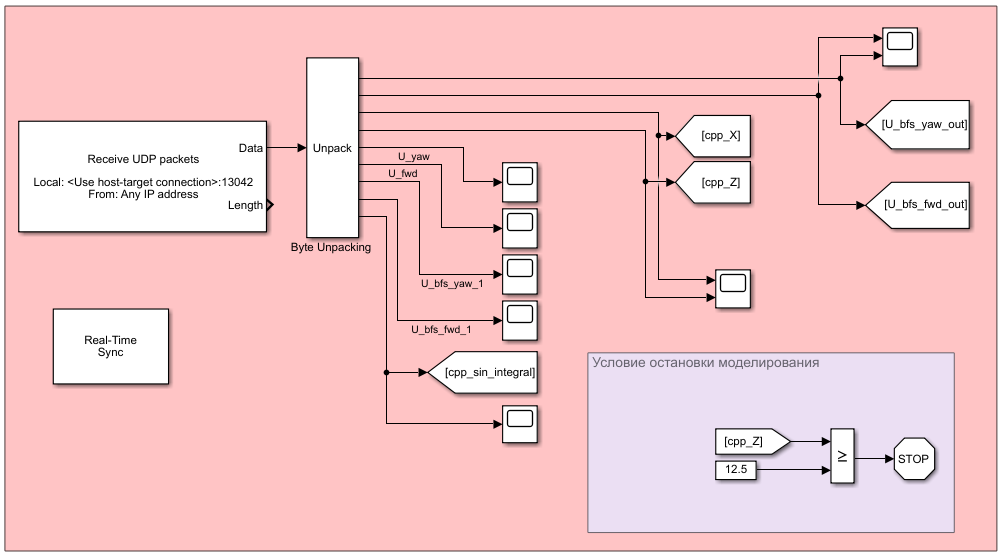 Receive UDP packets
Local: <Use host-target connection>:13042
From: Any IP address
Data
Length
Unpack
Byte Unpacking
U_yaw
U_fwd
U_bfs_yaw_1
U_bfs_fwd_1
[cpp_sin_integral]
[cpp_X]
[cpp_Z]
[U_bfs_yaw_out]
[U_bfs_fwd_out]
Real-Time
Sync
Условие остановки моделирования
[cpp_Z]
12.5
≥
STOP